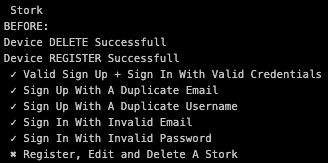 Stork
BEFORE:
Device DELETE Successfull
Device REGISTER Successfull
✓ Valid Sign Up + Sign In With Valid Credentials
✓ Sign Up With A Duplicate Email
✓ Sign Up With A Duplicate Username
✓ Sign In With Invalid Email
✓ Sign In With Invalid Password
✖ Register, Edit and Delete A Stork